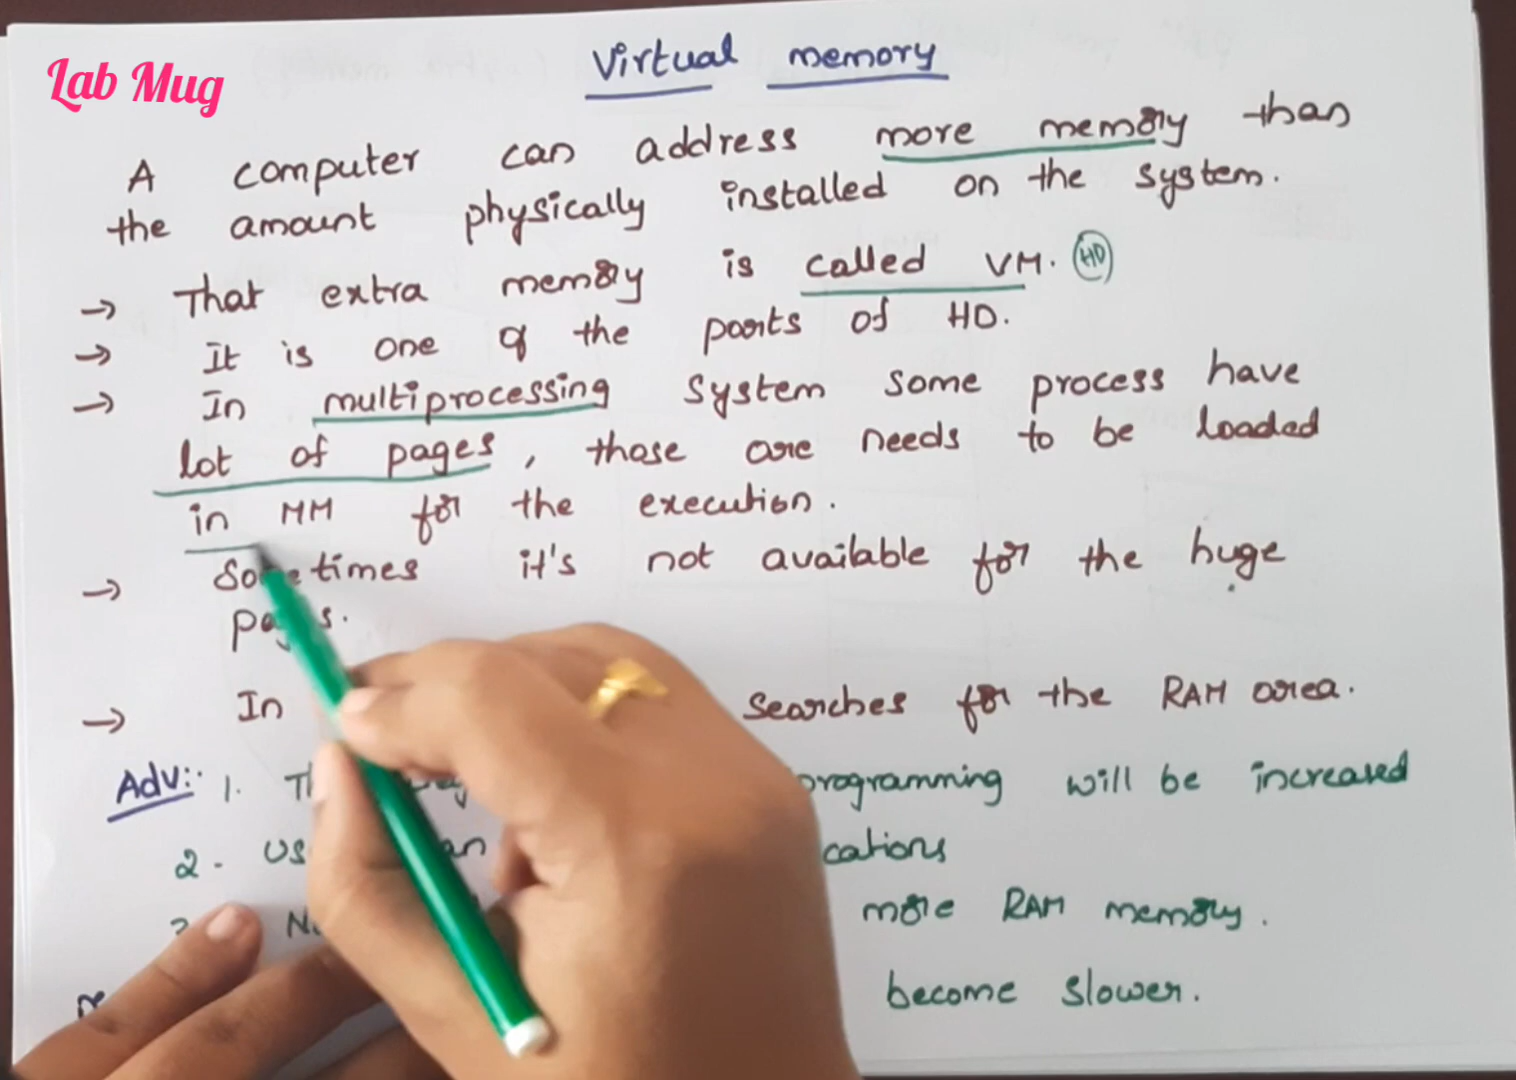 Lab Mug
Virtual memory
A computer can address more memory than
the amount physically installed on the system.
→ That extra memory is called VM. HD
→ It is one of the parts of HD.
→ In multiprocessing system some process have
lot of pages, those are needs to be loaded
in MM for the execution.
→ Sometimes it's not available for the huge
pages.
→ In searches for the RAM area.
Adv:- 1. programming will be increased
2.
more RAM memory.
become slower.